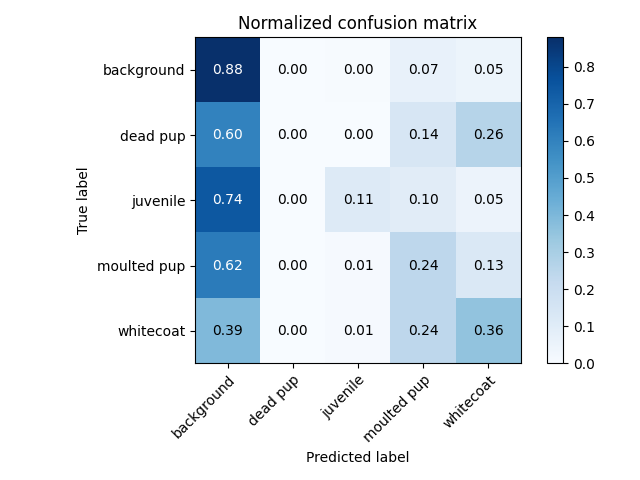 Normalized confusion matrix
True label
background 0.88 0.00 0.00 0.07 0.05
dead pup 0.60 0.00 0.00 0.14 0.26
juvenile 0.74 0.00 0.11 0.10 0.05
moulted pup 0.62 0.00 0.01 0.24 0.13
whitecoat 0.39 0.00 0.01 0.24 0.36
background dead pup juvenile moulted pup whitecoat
Predicted label
0.8
0.7
0.6
0.5
0.4
0.3
0.2
0.1
0.0